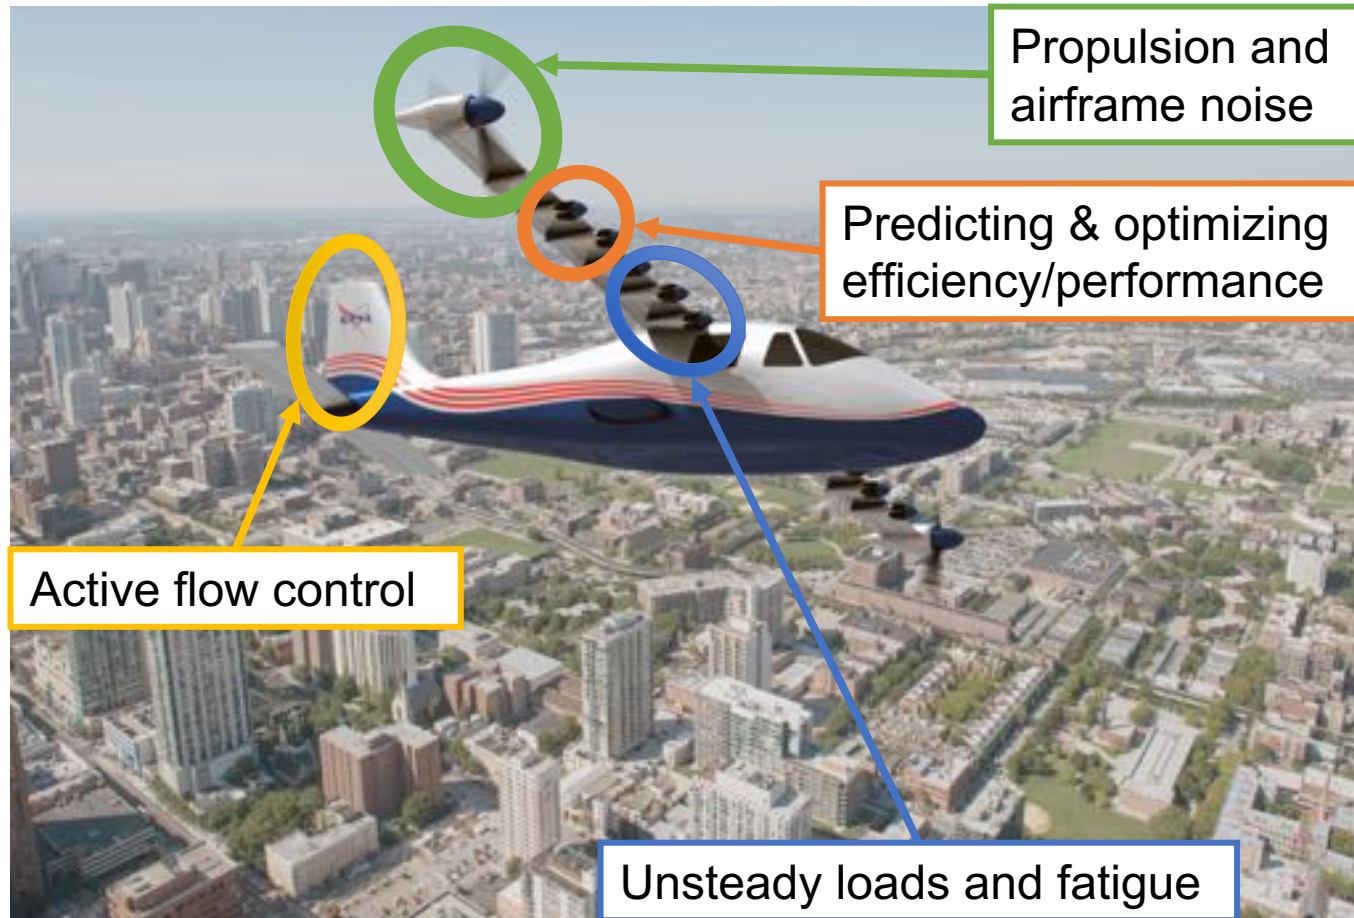 Propulsion and
airframe noise
Predicting & optimizing
efficiency/performance
Active flow control
Unsteady loads and fatigue